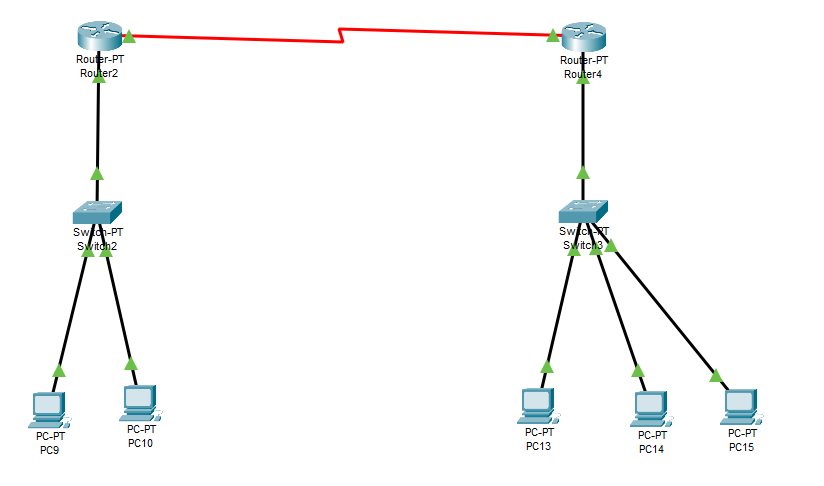 Router-PT
Router2
Router-PT
Router4
Switch-PT
Switch2
Switch-PT
Switch3
PC-PT
PC9
PC-PT
PC10
PC-PT
PC13
PC-PT
PC14
PC-PT
PC15